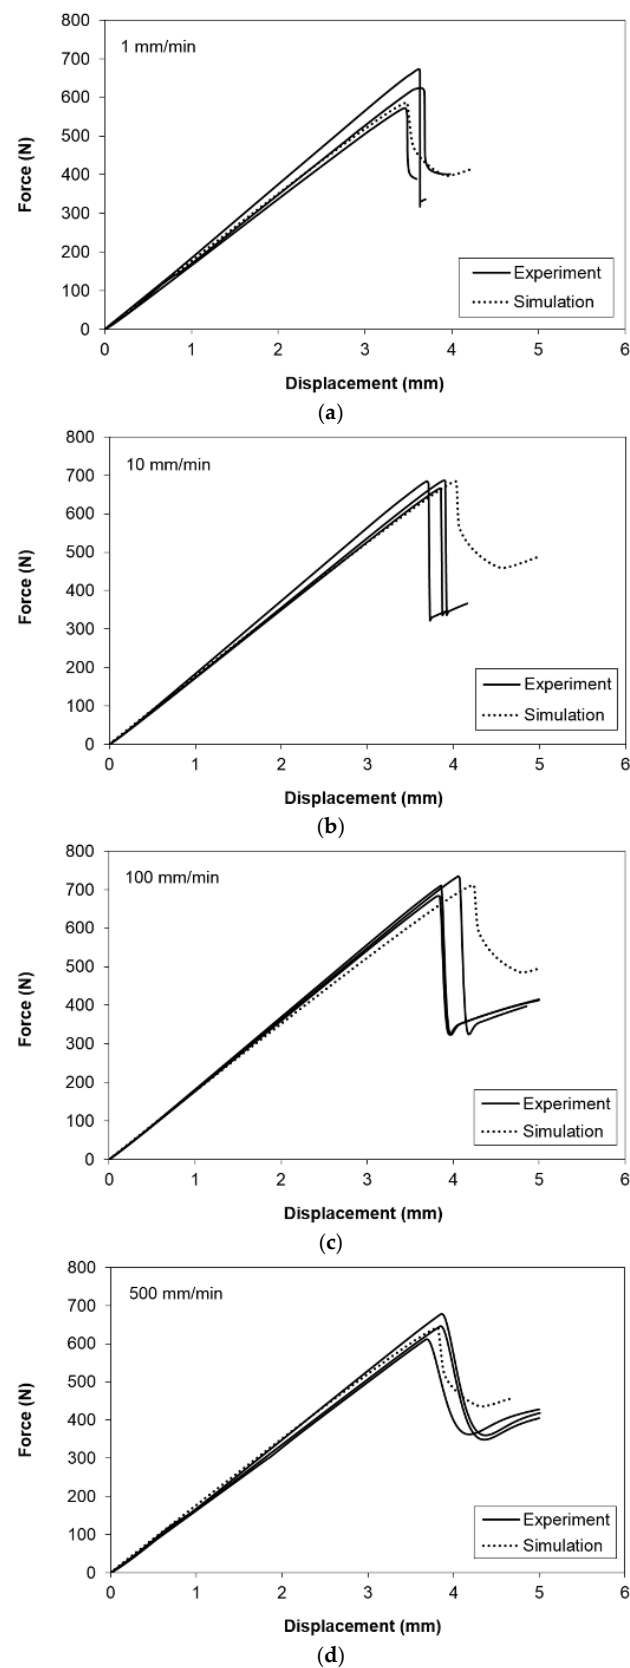 800
1 mm/min
700
600
500
400
300
200
100
0
Force (N)
Experiment
Simulation
0 1 2 3 4 5 6
Displacement (mm)
(a)
800
10 mm/min
700
600
500
400
300
200
100
0
Force (N)
Experiment
Simulation
0 1 2 3 4 5 6
Displacement (mm)
(b)
800
100 mm/min
700
600
500
400
300
200
100
0
Force (N)
Experiment
Simulation
0 1 2 3 4 5 6
Displacement (mm)
(c)
800
500 mm/min
700
600
500
400
300
200
100
0
Force (N)
Experiment
Simulation
0 1 2 3 4 5 6
Displacement (mm)
(d)